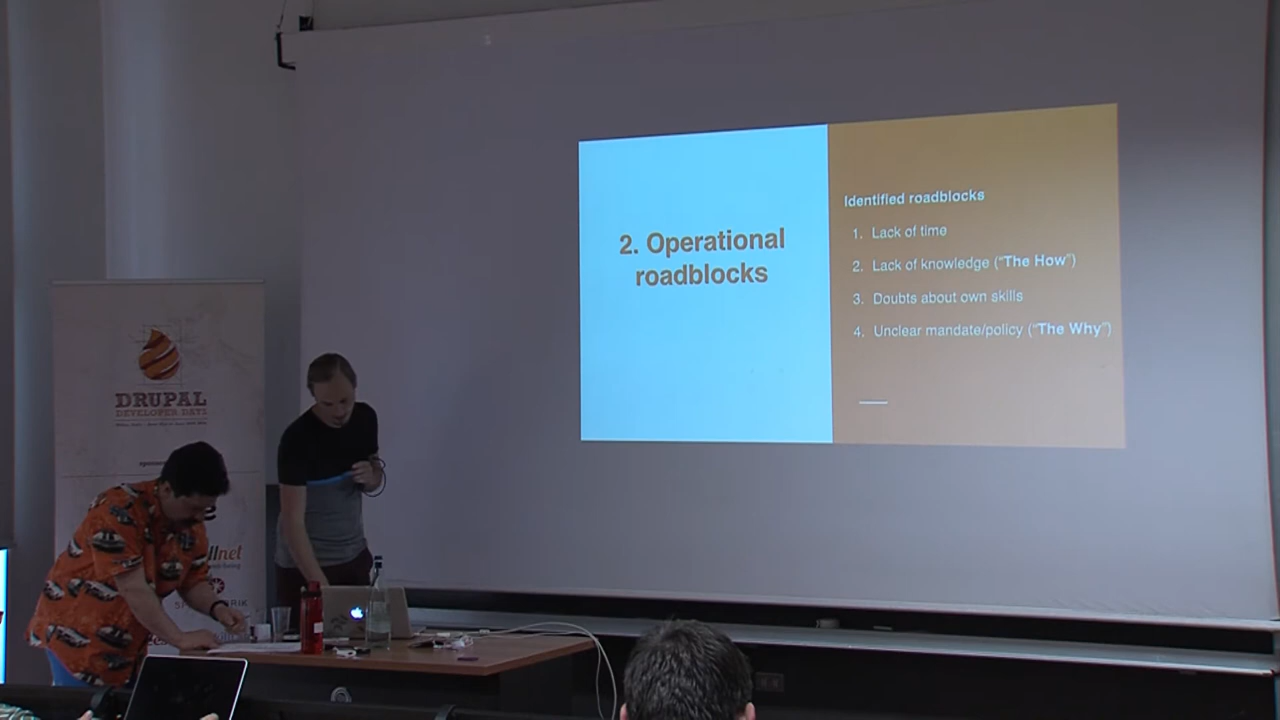 2. Operational
roadblocks
Identified roadblocks
1. Lack of time
2. Lack of knowledge (“The How”)
3. Doubts about own skills
4. Unclear mandate/policy (“The Why”)
DRUPAL
DEVELOPER DAYS